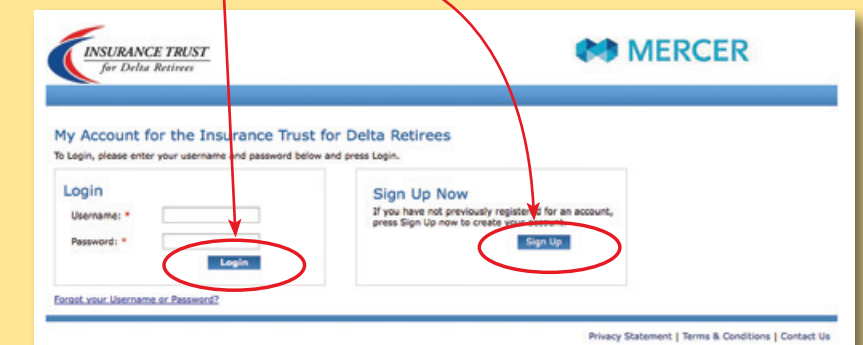 INSURANCE TRUST
for Delta Retirees
MERCER
My Account for the Insurance Trust for Delta Retirees
To Login, please enter your username and password below and press Login.
Login
Username: *
Password: *
Login
Sign Up Now
If you have not previously registered for an account,
press Sign Up now to create your account.
Sign Up
Forgot your Username or Password?
Privacy Statement | Terms & Conditions | Contact Us